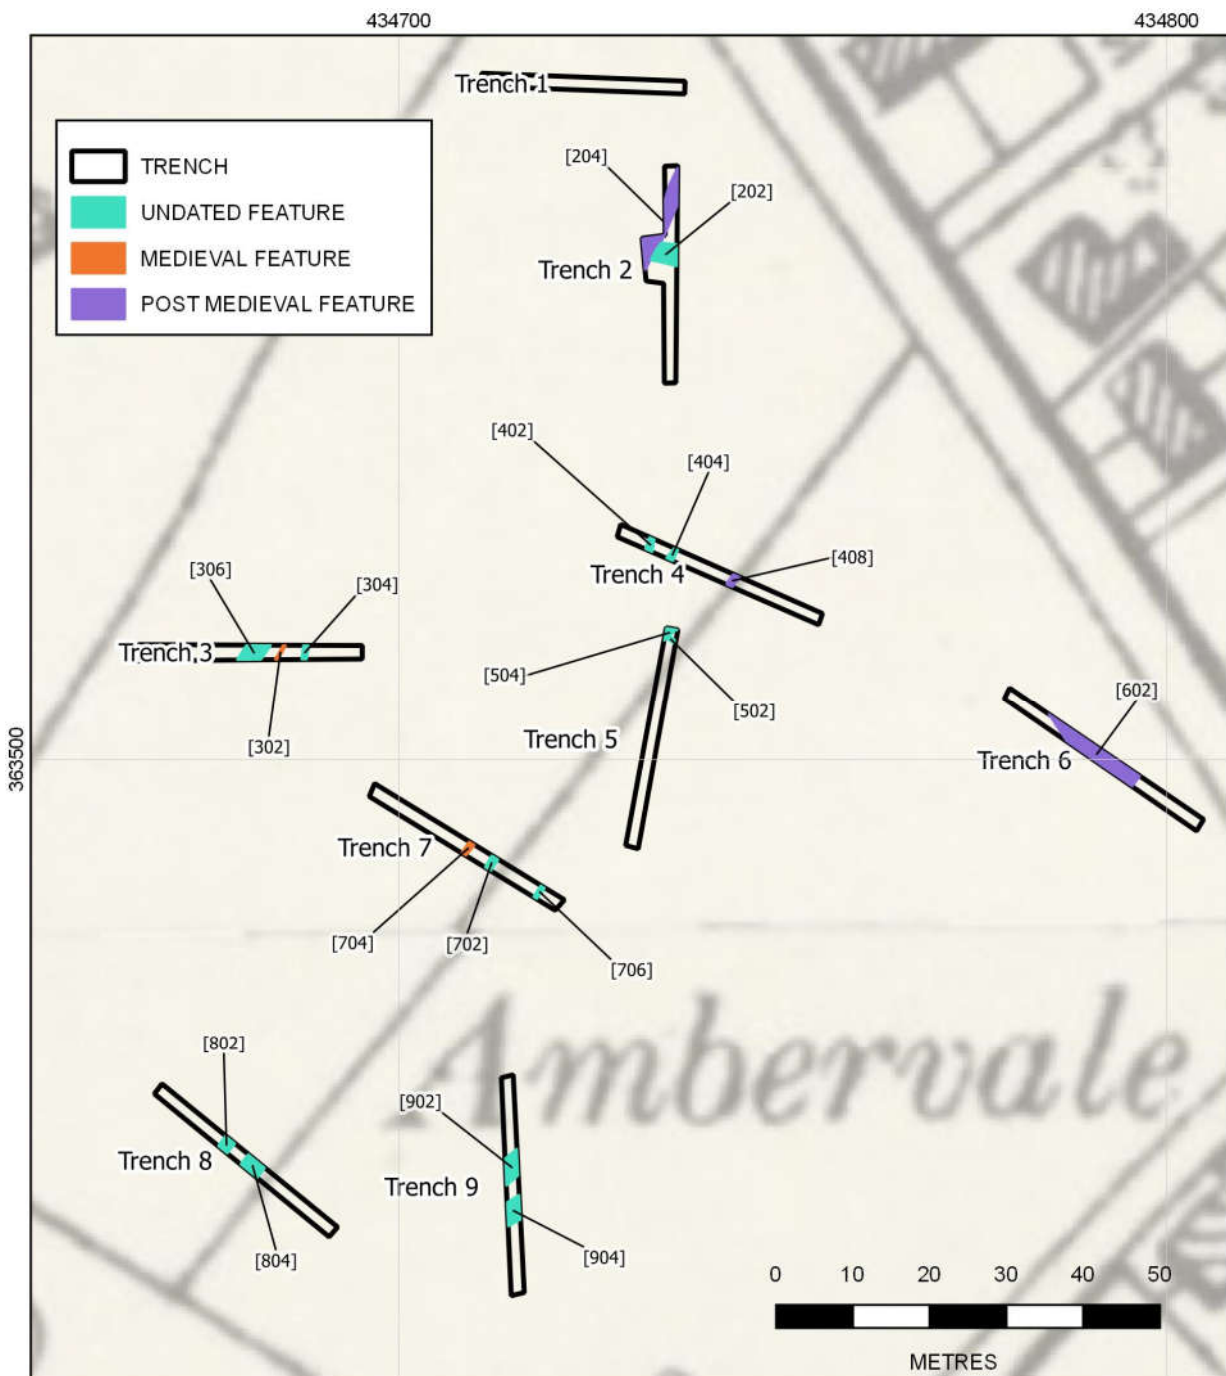 434700
434800
Trench 1
TRENCH
UNDATED FEATURE
MEDIEVAL FEATURE
POST MEDIEVAL FEATURE
[204]
[202]
Trench 2
[402]
[404]
[408]
Trench 4
[306]
[304]
Trench 3
[302]
[504]
[502]
Trench 5
[602]
Trench 6
363500
Trench 7
[704]
[702]
[706]
Ambervale
[802]
[902]
Trench 8
Trench 9
[804]
[904]
0 10 20 30 40 50
METRES